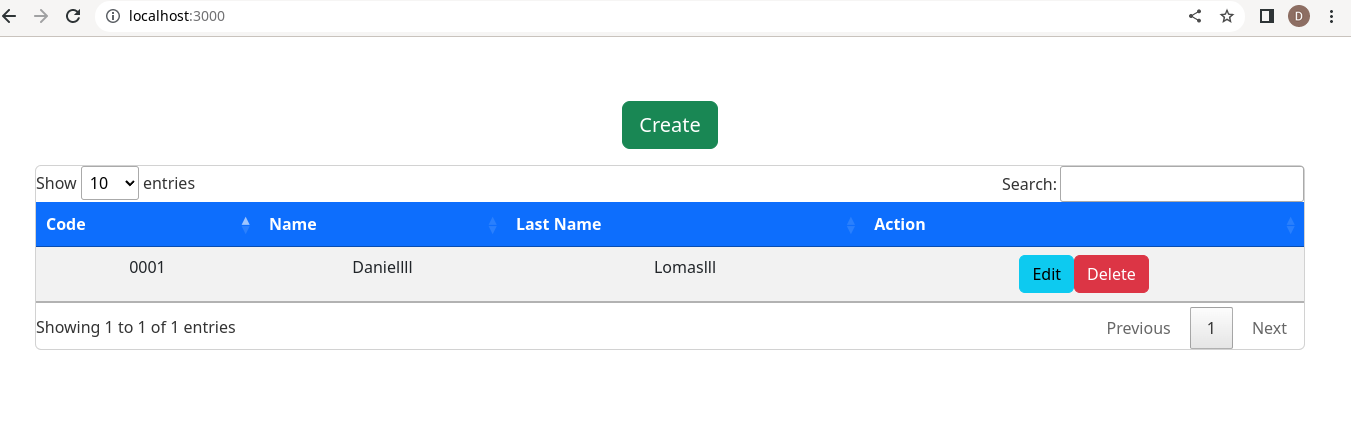 localhost:3000
D
Create
Show 10 entries
Search:
Code Name Last Name Action
0001 Daniellll Lomaslll Edit Delete
Showing 1 to 1 of 1 entries
Previous 1 Next